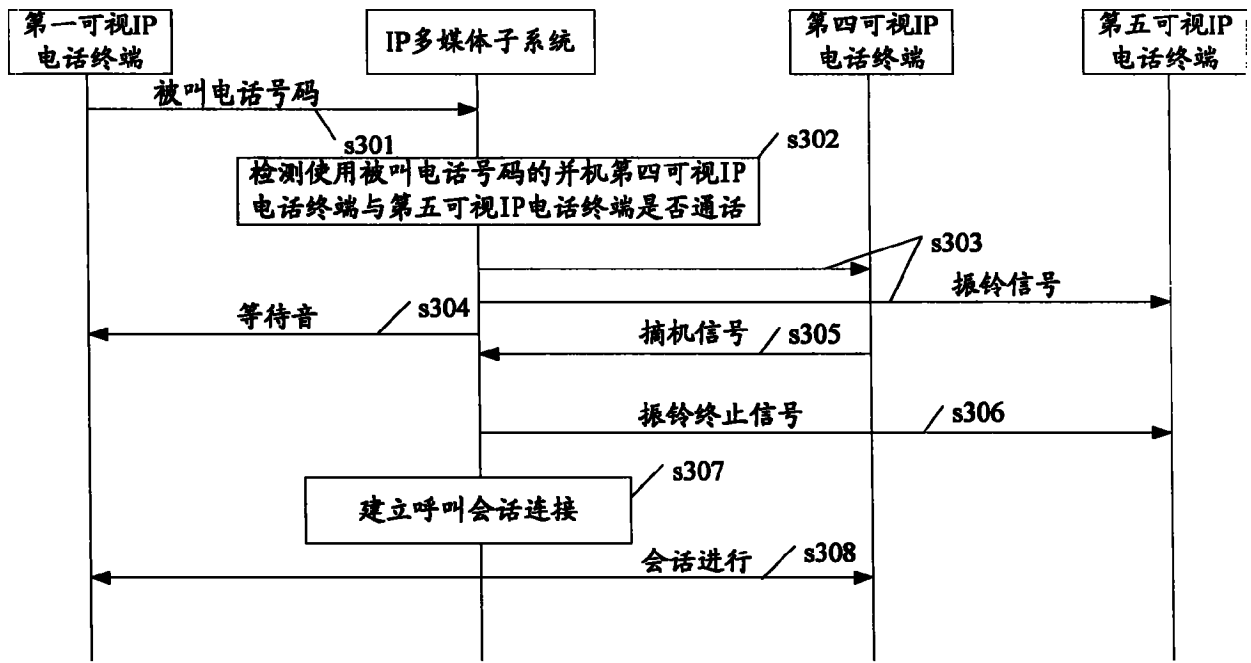 第一可视IP
电话终端
IP多媒体子系统
第四可视IP
电话终端
第五可视IP
电话终端
被叫电话号码
s301
s302
检测使用被叫电话号码的并机第四可视IP
电话终端与第五可视IP电话终端是否通话
s303
振铃信号
等待音
s304
摘机信号
s305
振铃终止信号
s306
s307
建立呼叫会话连接
会话进行
s308